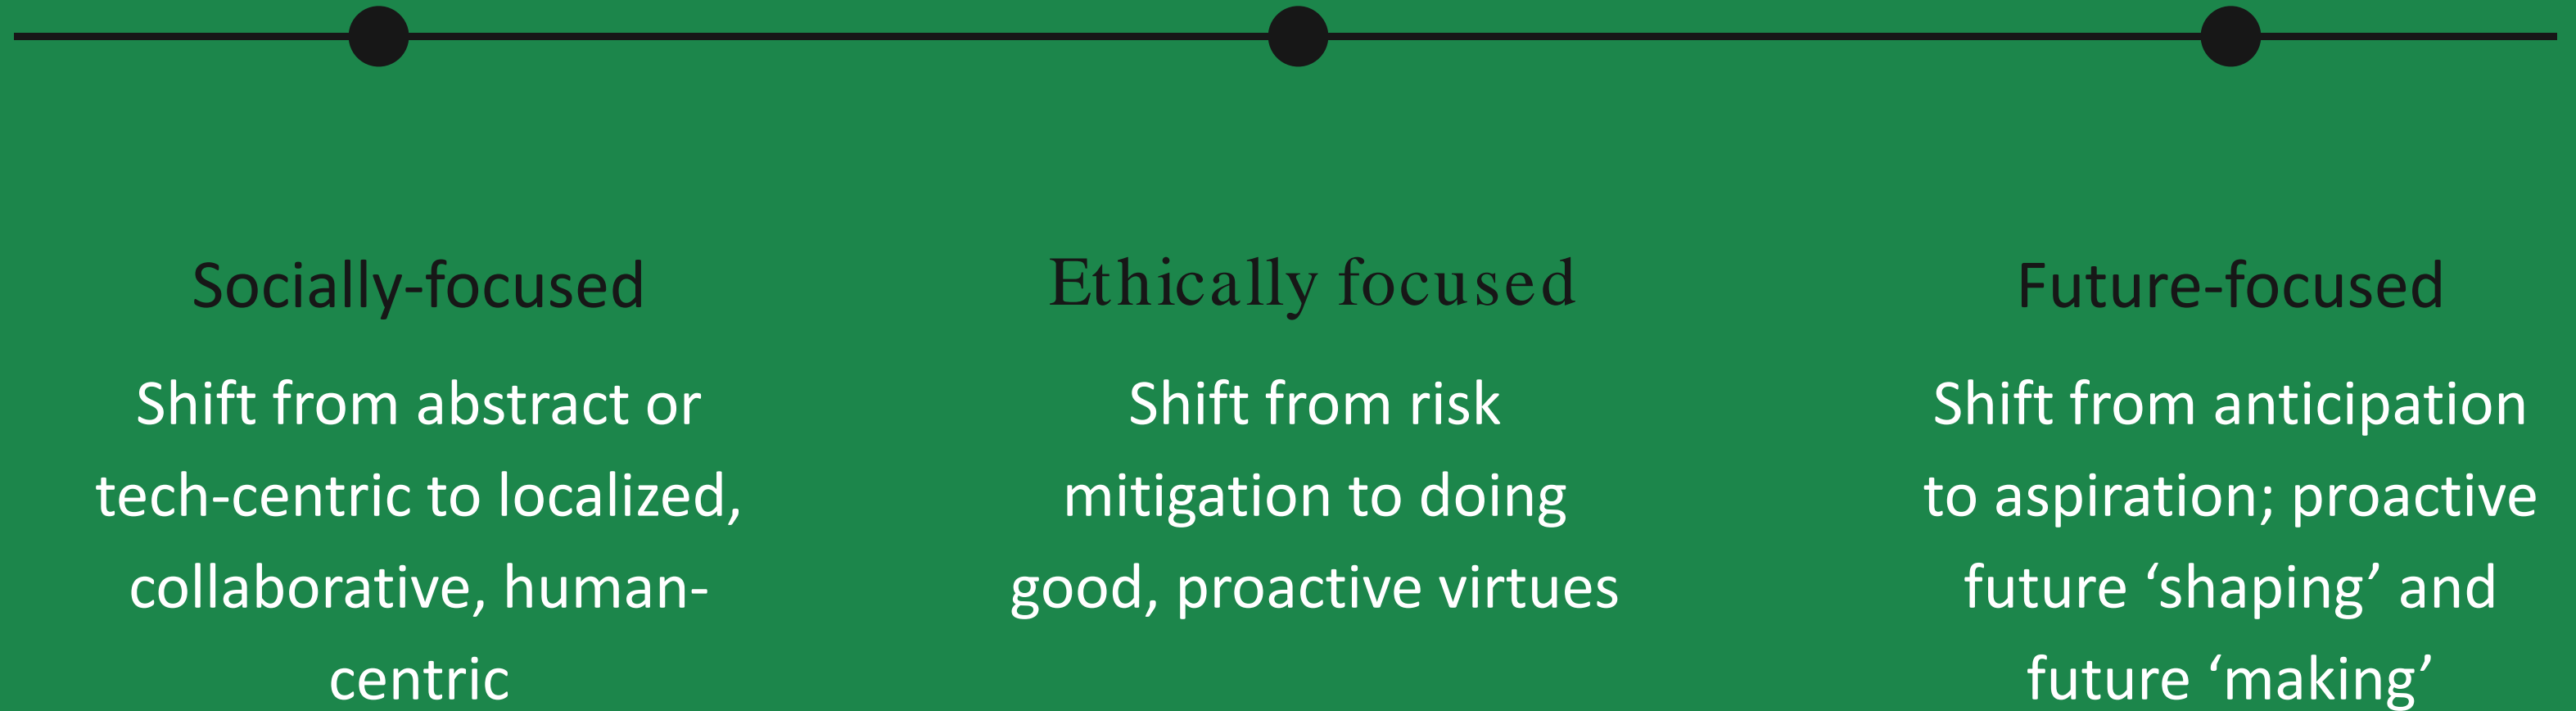 Socially-focused
Shift from abstract or
tech-centric to localized,
collaborative, human-
centric
Ethically focused
Shift from risk
mitigation to doing
good, proactive virtues
Future-focused
Shift from anticipation
to aspiration; proactive
future ‘shaping’ and
future ‘making’